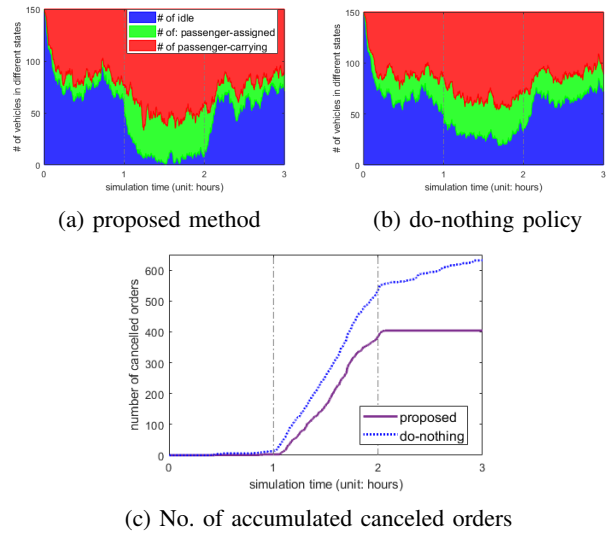 150
100
50
0
# of vehicles in different states
# of idle
# of: passenger-assigned
# of passenger-carrying
0 1 2 3
simulation time (unit: hours)
(a) proposed method
150
100
50
0
# of vehicles in different states
0 1 2 3
simulation time (unit: hours)
(b) do-nothing policy
600
500
400
300
200
100
0
number of cancelled orders
proposed
do-nothing
0 1 2 3
simulation time (unit: hours)
(c) No. of accumulated canceled orders